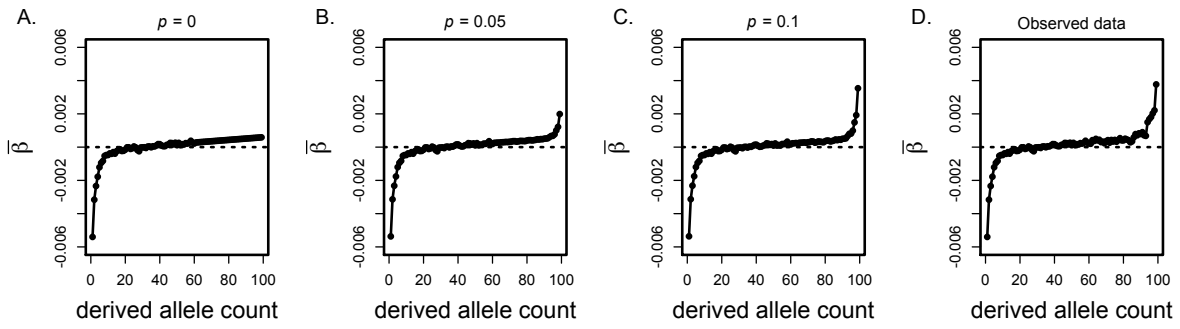 A.
p = 0
0.006
0.002
-0.002
-0.006
β̅
0 20 40 60 80 100
derived allele count
B.
p = 0.05
0.006
0.002
-0.002
-0.006
β̅
0 20 40 60 80 100
derived allele count
C.
p = 0.1
0.006
0.002
-0.002
-0.006
β̅
0 20 40 60 80 100
derived allele count
D.
Observed data
0.006
0.002
-0.002
-0.006
β̅
0 20 40 60 80 100
derived allele count